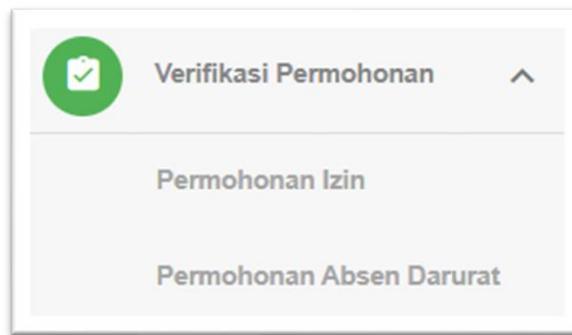 Verifikasi Permohonan
Permohonan Izin
Permohonan Absen Darurat